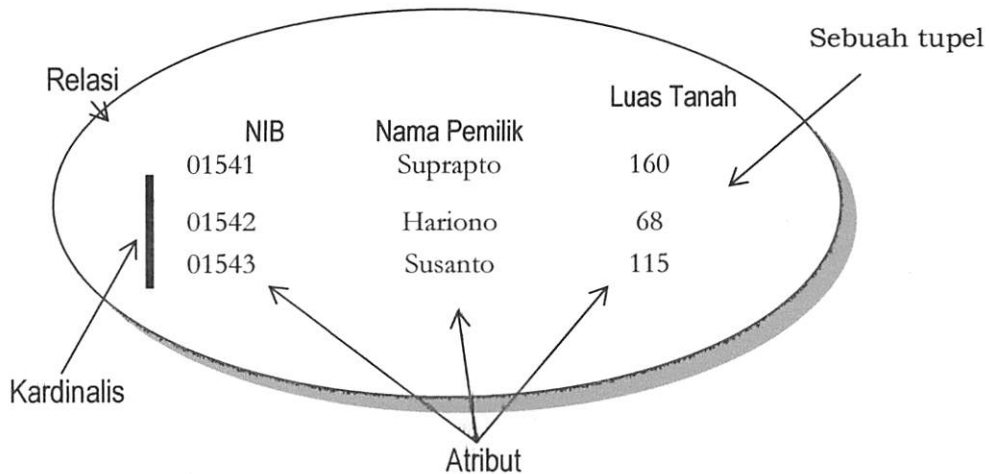 Sebuah tupel
Relasi
Luas Tanah
NIB Nama Pemilik
01541 Suprapto 160
01542 Hariono 68
01543 Susanto 115
Kardinalis
Atribut